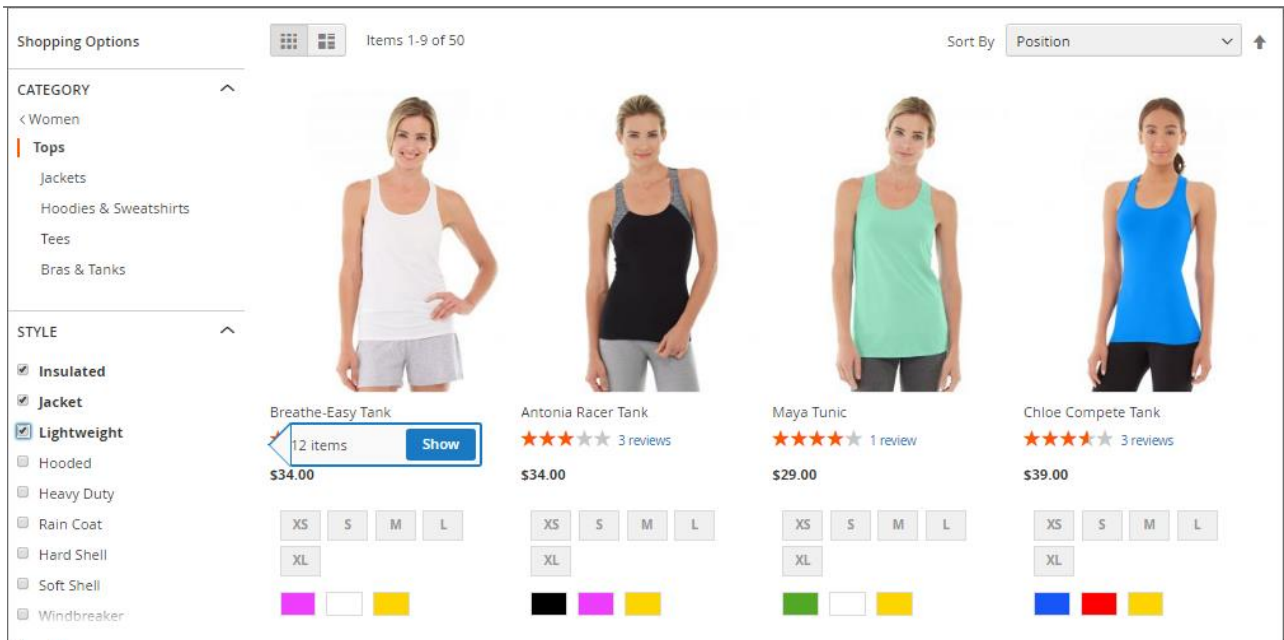 Shopping Options
Items 1-9 of 50
Sort By Position
CATEGORY
< Women
Tops
Jackets
Hoodies & Sweatshirts
Tees
Bras & Tanks
STYLE
Insulated
Jacket
Lightweight
Hooded
Heavy Duty
Rain Coat
Hard Shell
Soft Shell
Windbreaker
Breathe-Easy Tank
12 items Show
$34.00
XS S M L
XL
Antonia Racer Tank
3 reviews
$34.00
XS S M L
XL
Maya Tunic
1 review
$29.00
XS S M L
XL
Chloe Compete Tank
3 reviews
$39.00
XS S M L
XL